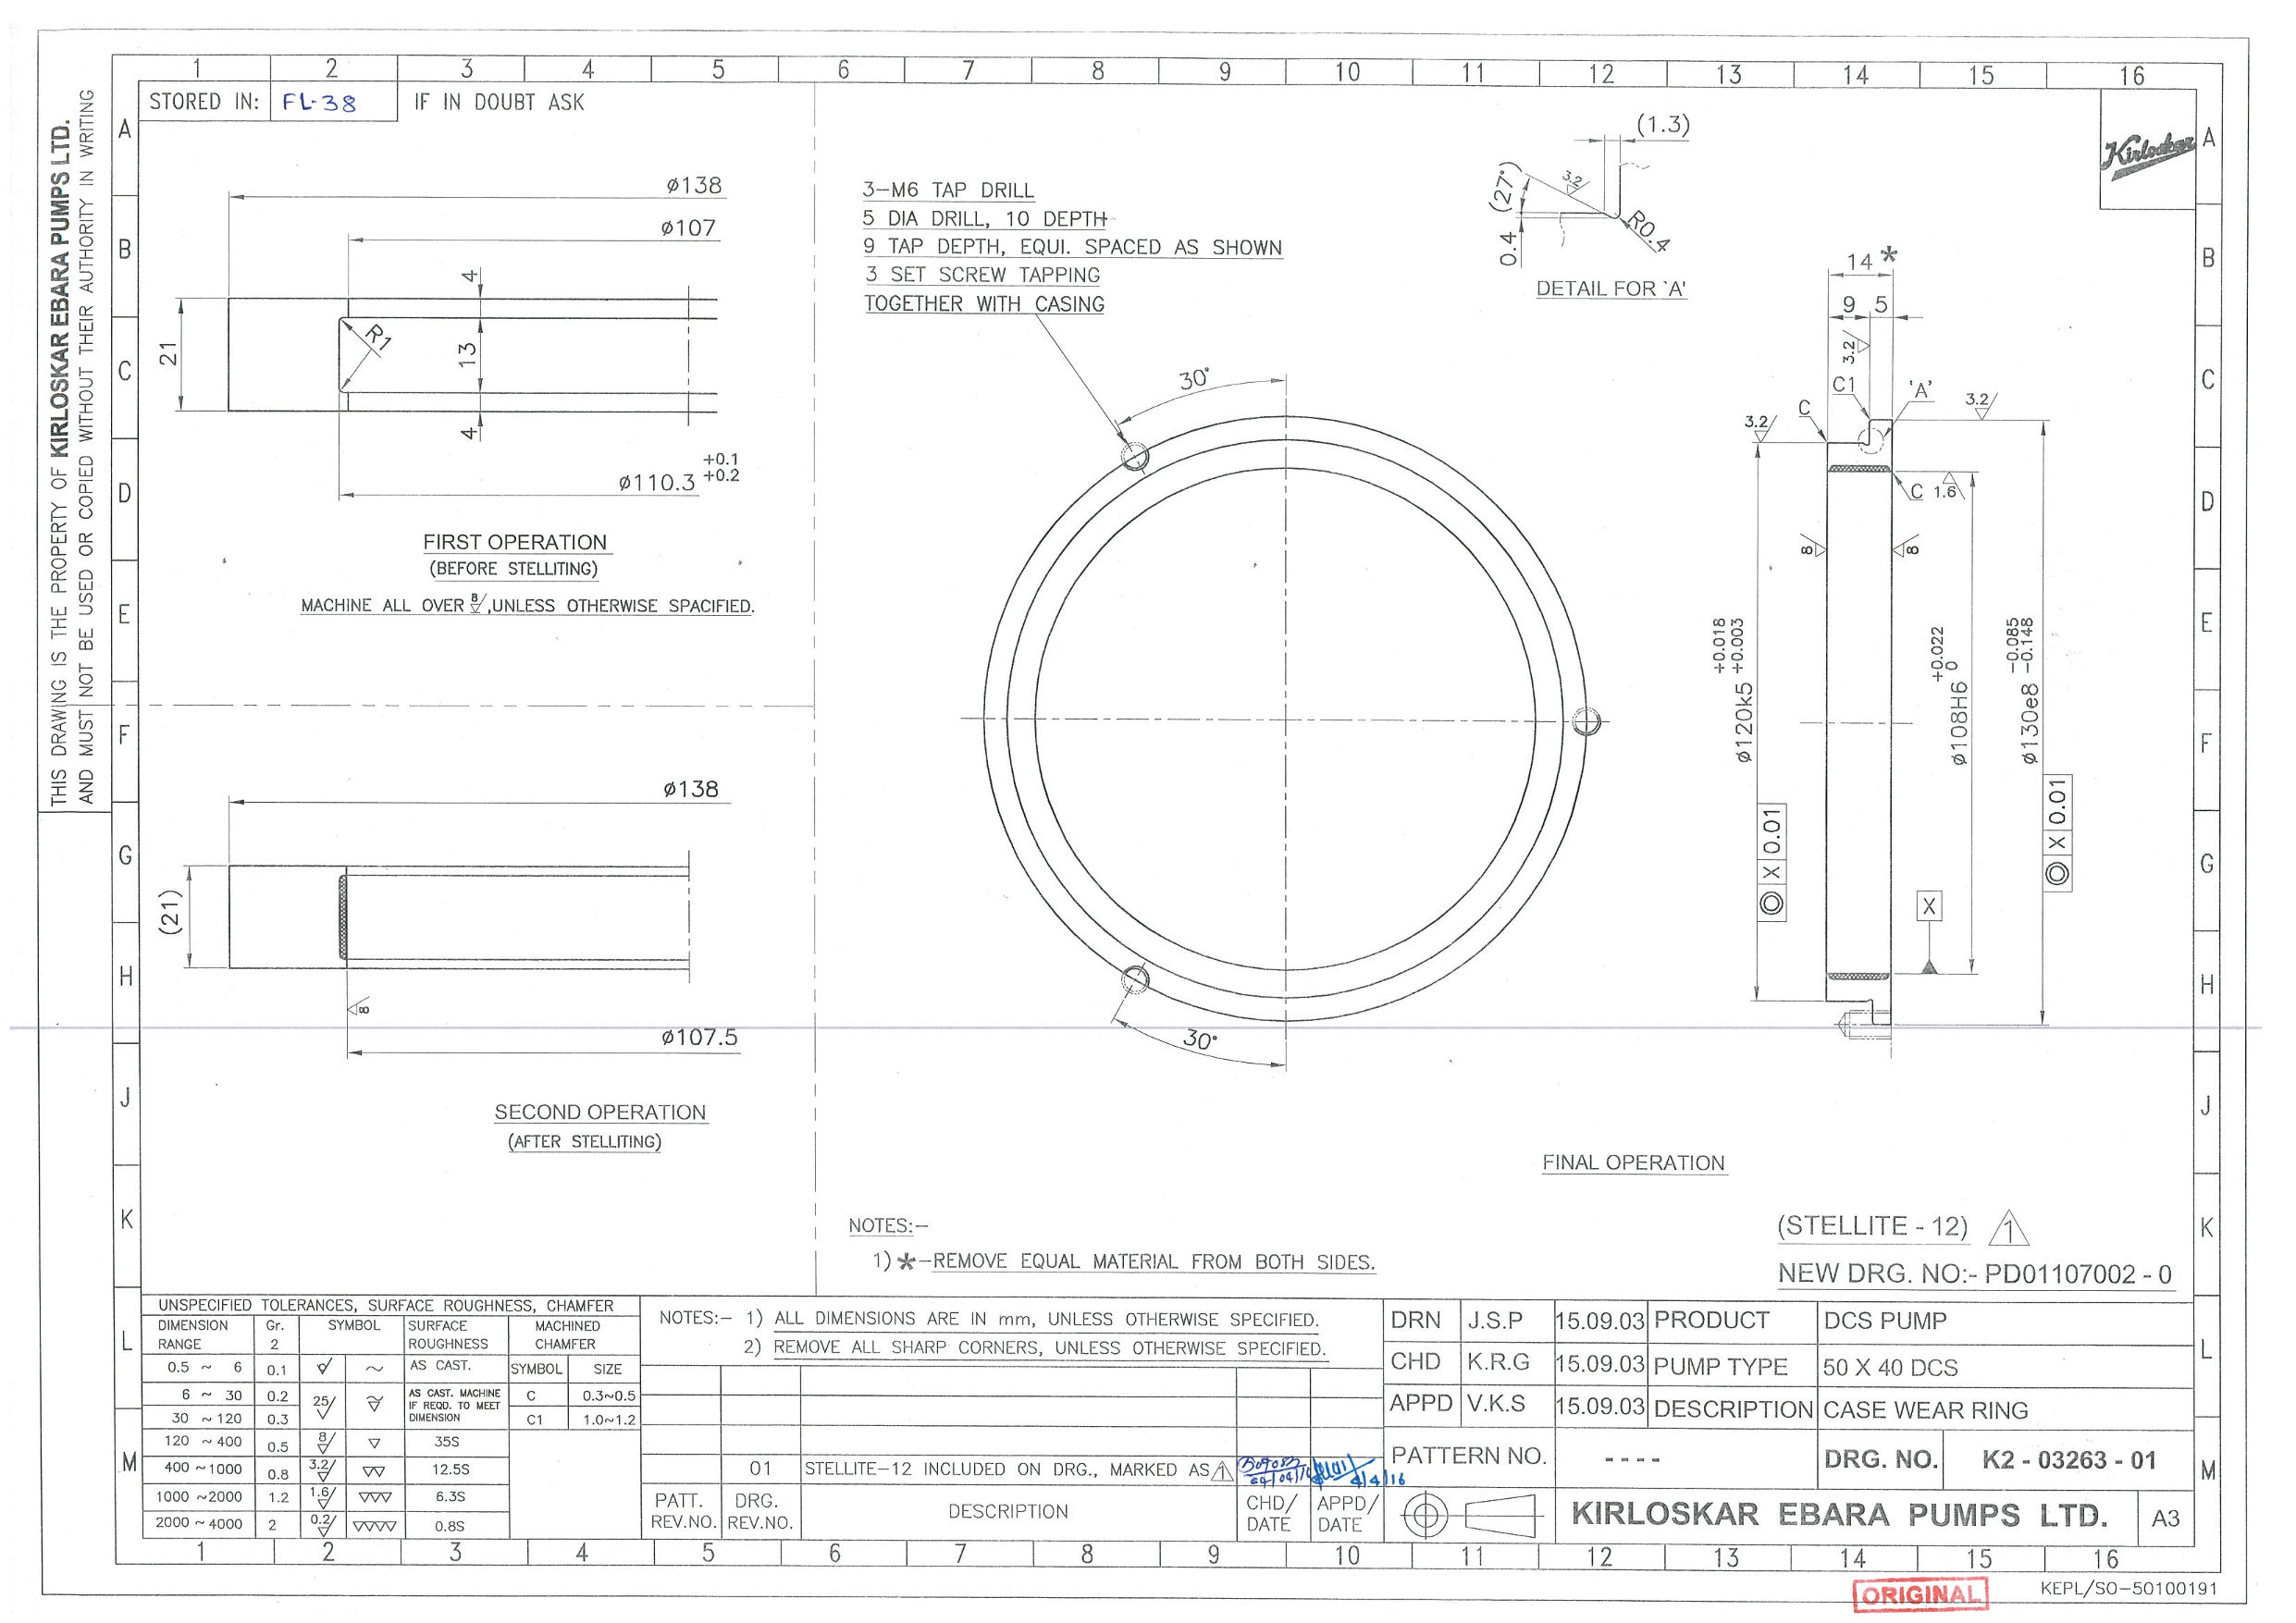 1 2 3 4 5 6 7 8 9 10 11 12 13 14 15 16
A B C D E F G H J K L M
THIS DRAWING IS THE PROPERTY OF KIRLOSKAR EBARA PUMPS LTD.
AND MUST NOT BE USED OR COPIED WITHOUT THEIR AUTHORITY IN WRITING
STORED IN: FL-38 IF IN DOUBT ASK
Kirloskar
ø138
ø107
4
21
R1
13
4
ø110.3 +0.1 +0.2
FIRST OPERATION
(BEFORE STELLITING)
MACHINE ALL OVER 8/,UNLESS OTHERWISE SPACIFIED.
ø138
(21)
8
ø107.5
SECOND OPERATION
(AFTER STELLITING)
3-M6 TAP DRILL
5 DIA DRILL, 10 DEPTH
9 TAP DEPTH, EQUI. SPACED AS SHOWN
3 SET SCREW TAPPING
TOGETHER WITH CASING
30°
30°
(1.3)
(27°)
3.2
0.4
R0.4
DETAIL FOR 'A'
14 *
9 5
3.2
C1 'A'
C
3.2
3.2
C 1.6
8 8
ø120k5 +0.018 +0.003
ø108H6 +0.022 0
ø130e8 -0.085 -0.148
◎ X 0.01
◎ X 0.01
X
FINAL OPERATION
NOTES:-
1) *-REMOVE EQUAL MATERIAL FROM BOTH SIDES.
(STELLITE - 12) 1
NEW DRG. NO:- PD01107002 - 0
UNSPECIFIED TOLERANCES, SURFACE ROUGHNESS, CHAMFER
DIMENSION RANGE Gr. 2 SYMBOL SURFACE ROUGHNESS MACHINED CHAMFER
0.5 ~ 6 0.1 ~ AS CAST. SYMBOL SIZE
6 ~ 30 0.2 25/ AS CAST. MACHINE IF REQD. TO MEET DIMENSION C 0.3~0.5
30 ~ 120 0.3 C1 1.0~1.2
120 ~ 400 0.5 8/ ▽ 35S
400 ~ 1000 0.8 3.2/ ▽▽ 12.5S
1000 ~2000 1.2 1.6/ ▽▽▽ 6.3S
2000 ~ 4000 2 0.2/ ▽▽▽▽ 0.8S
NOTES:- 1) ALL DIMENSIONS ARE IN mm, UNLESS OTHERWISE SPECIFIED.
2) REMOVE ALL SHARP CORNERS, UNLESS OTHERWISE SPECIFIED.
01 STELLITE-12 INCLUDED ON DRG., MARKED AS 1 4/4/16
PATT. REV.NO. DRG. REV.NO. DESCRIPTION CHD/ DATE APPD/ DATE
DRN J.S.P 15.09.03 PRODUCT DCS PUMP
CHD K.R.G 15.09.03 PUMP TYPE 50 X 40 DCS
APPD V.K.S 15.09.03 DESCRIPTION CASE WEAR RING
PATTERN NO. ---- DRG. NO. K2 - 03263 - 01
KIRLOSKAR EBARA PUMPS LTD. A3
1 2 3 4 5 6 7 8 9 10 11 12 13 14 15 16
ORIGINAL
KEPL/SO-50100191